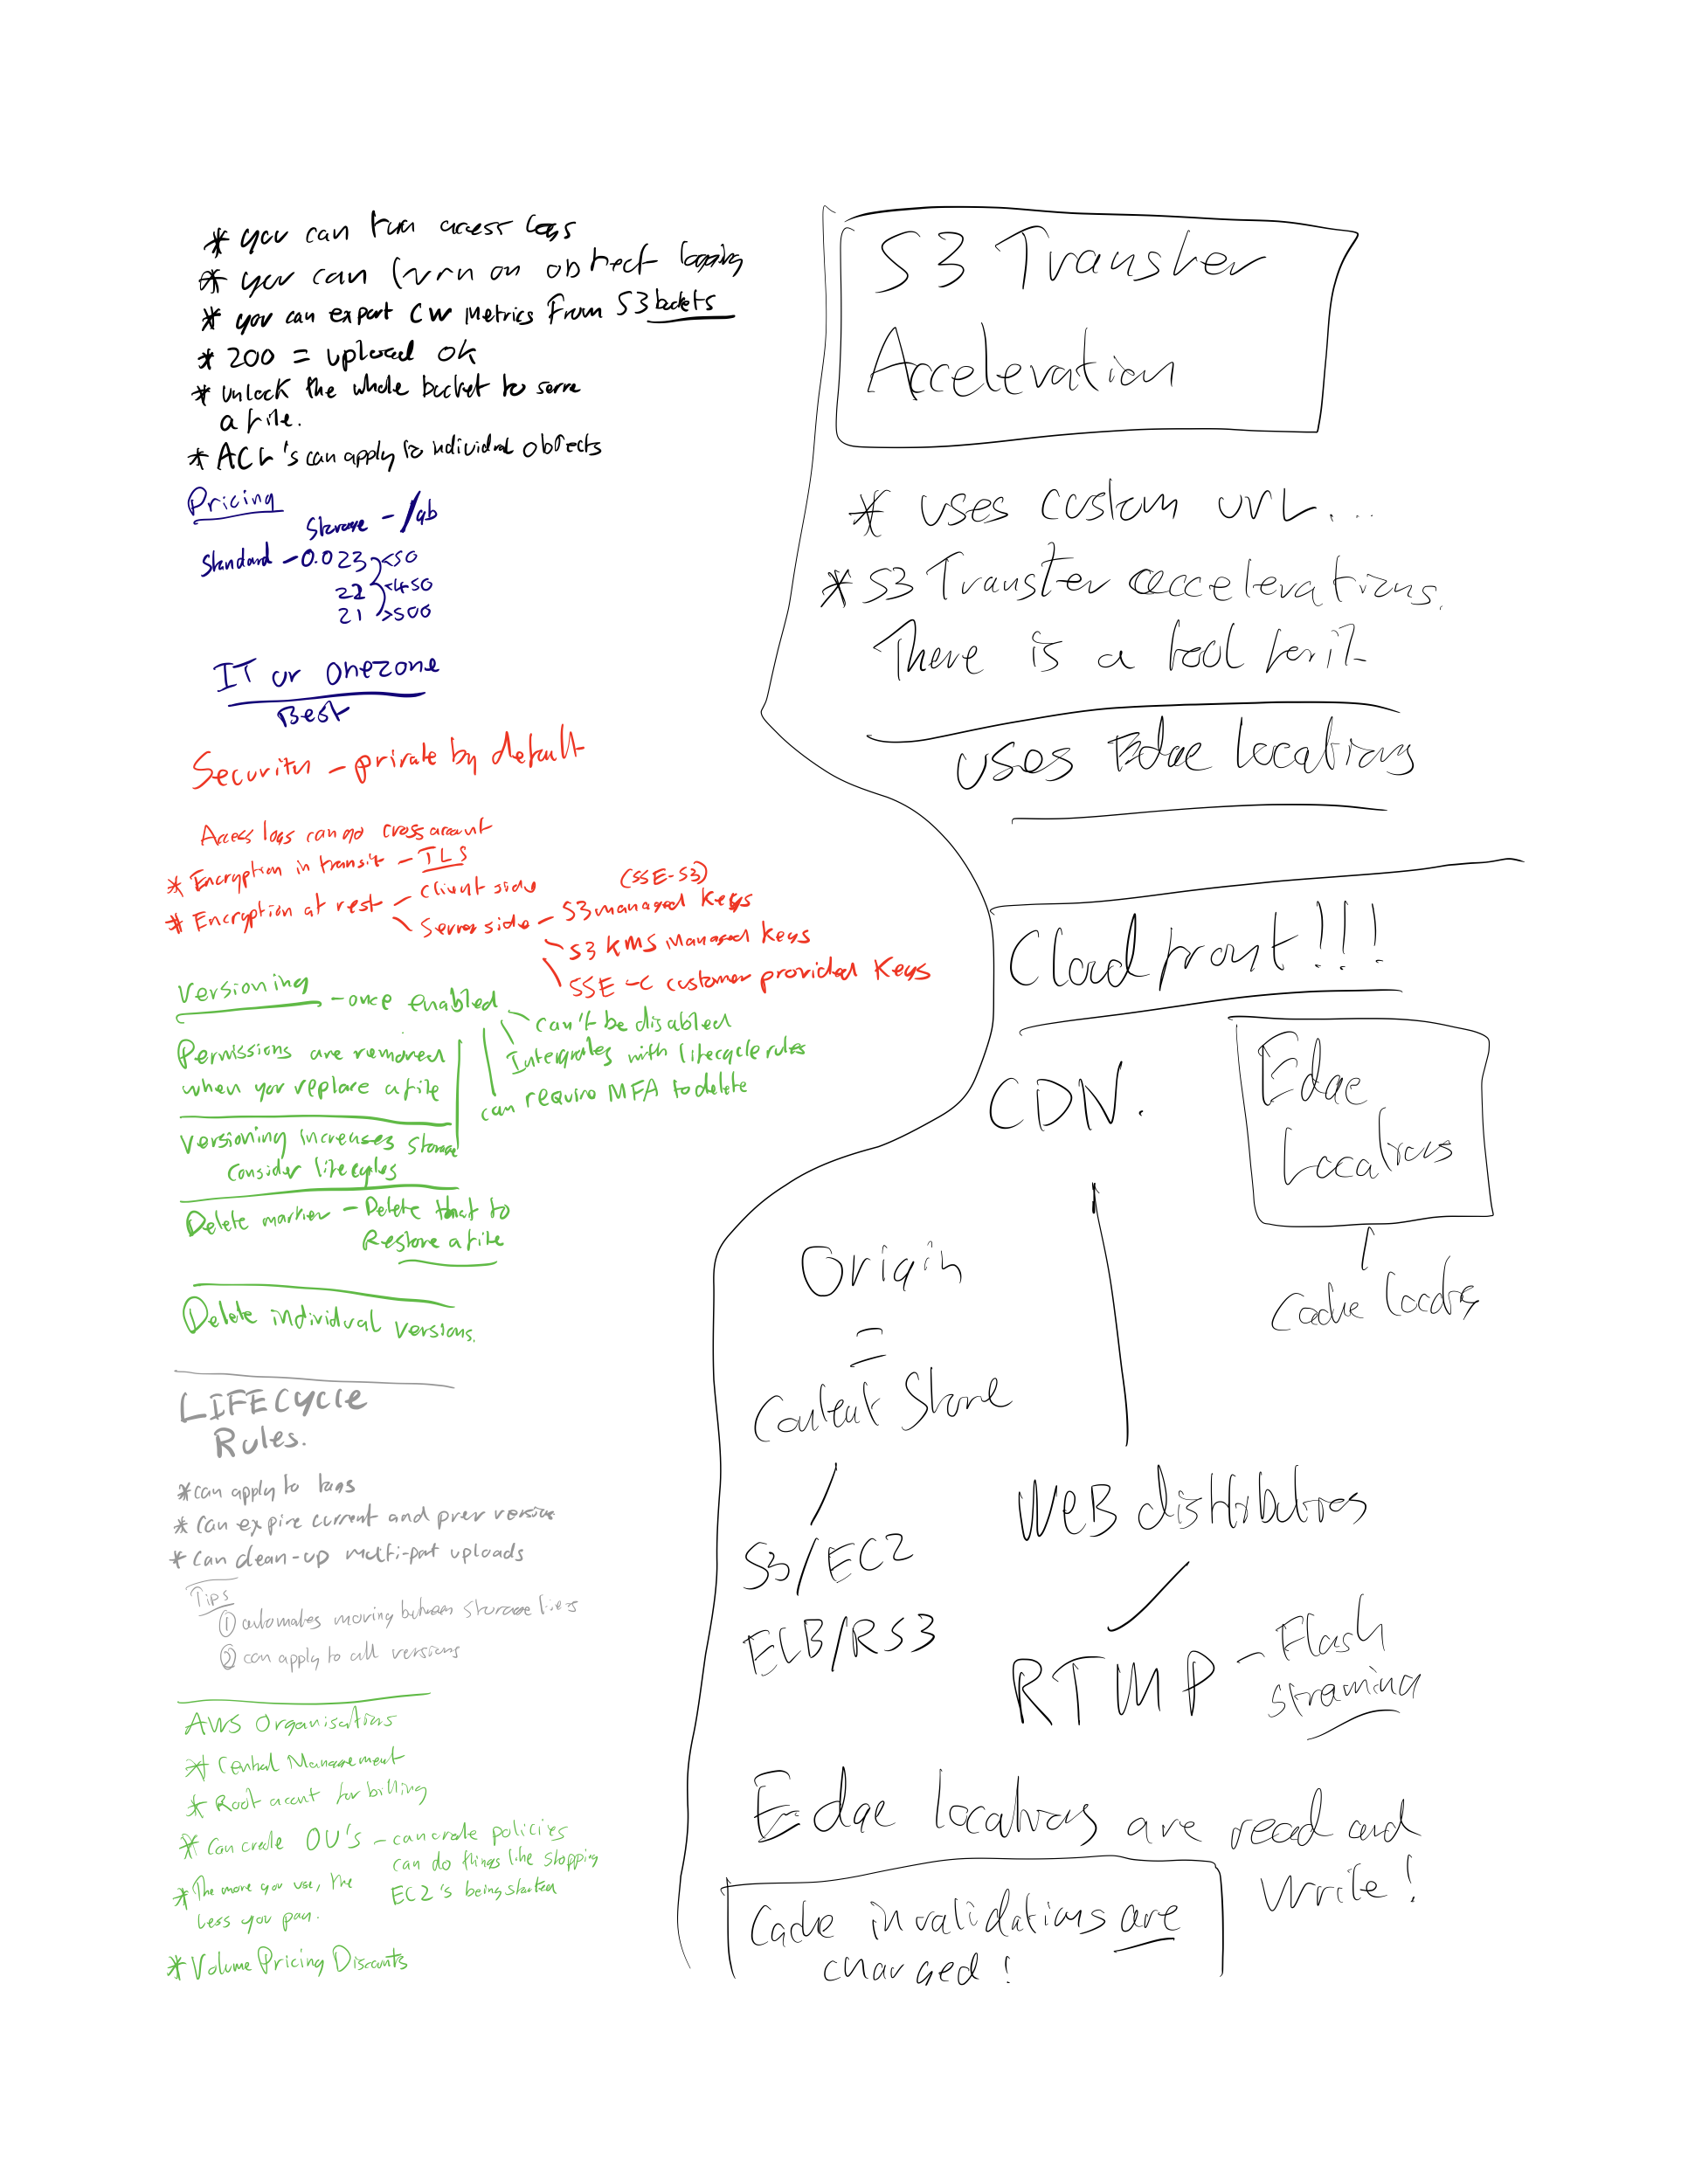 * you can turn access logs
* you can turn on object logging
* you can export CW Metrics From S3 buckets
* 200 = upload ok
* Unlock the whole bucket to serve
a file.
* ACL's can apply to individual objects
Pricing
Storage - /gb
Standard - 0.023 <50
22 <450
21 >500
IT or Onezone
Best
Security - private by default
Access logs can go cross account
* Encryption in transit - TLS
* Encryption at rest - client side
Server side - S3 managed Keys
(SSE-S3)
S3 KMS Managed Keys
SSE -C customer provided Keys
Versioning - once enabled
can't be disabled
Intergrates with lifecycle rules
can require MFA to delete
Permissions are removed
when you replace a file
Versioning increases storage
consider lifecycles
Delete marker - Delete that to
Restore a file
Delete individual versions.
LIFECycle
Rules.
* can apply to tags
* can expire current and prev versions
* can clean-up multi-part uploads
Tips
① automates moving between storage tiers
② can apply to all versions
AWS Organisations
* Central Management
* Root account for billing
* Can create OU's - can create policies
can do things like stopping
EC2's being started
* The more you use, the
less you pay.
* Volume Pricing Discounts
S3 Transfer
Acceleration
* uses custom URL...
* S3 Transfer accelerations.
There is a tool for it
uses Edge locations
Cloudfront!!!
CDN.
Edge
Locations
Cache locations
Origin
=
Content Store
S3/EC2
ELB/R53
WEB distributions
RTMP - Flash
streaming
Edge locations are read and
write!
Cache invalidations are
charged!